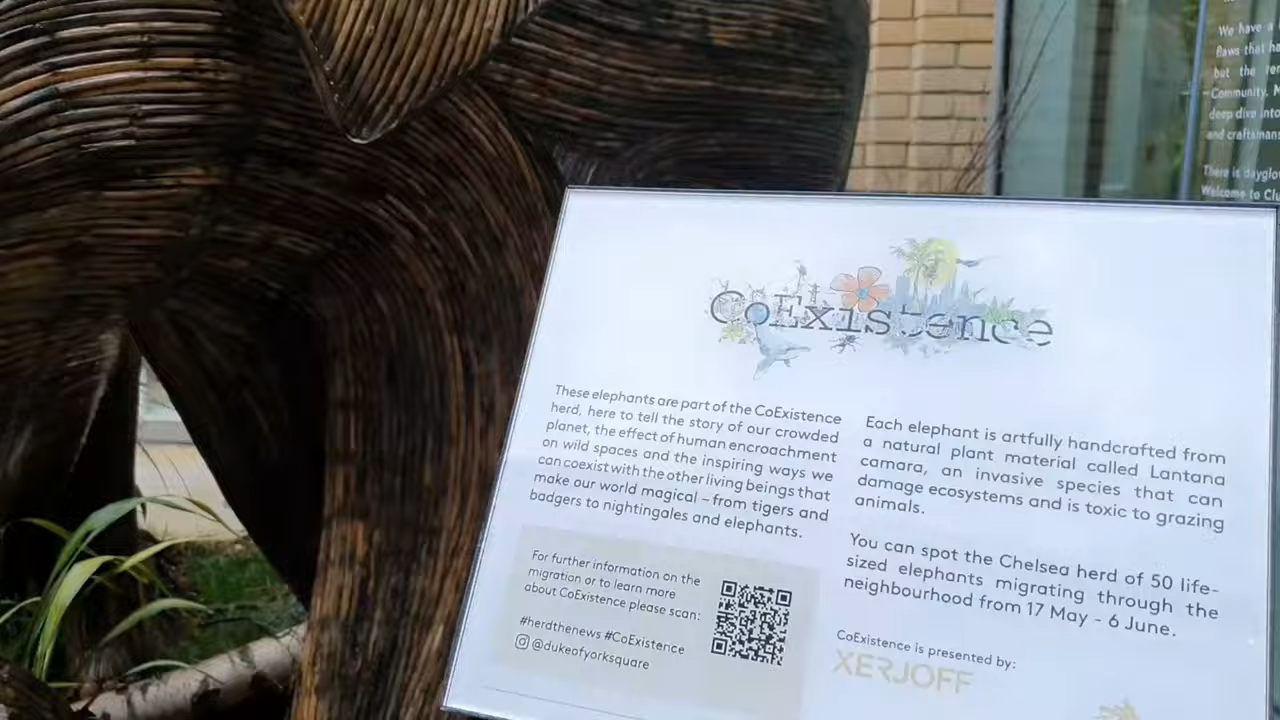 CoExistence
These elephants are part of the CoExistence
herd, here to tell the story of our crowded
planet, the effect of human encroachment
on wild spaces and the inspiring ways we
can coexist with the other living beings that
make our world magical – from tigers and
badgers to nightingales and elephants.
For further information on the
migration or to learn more
about CoExistence please scan:
#herdthenews #CoExistence
@dukeofyorksquare
Each elephant is artfully handcrafted from
a natural plant material called Lantana
camara, an invasive species that can
damage ecosystems and is toxic to grazing
animals.
You can spot the Chelsea herd of 50 life-
sized elephants migrating through the
neighbourhood from 17 May - 6 June.
CoExistence is presented by:
XERJOFF
We have a
flaws that
but the
Community.
deep dive into
and
There is
Welcome to